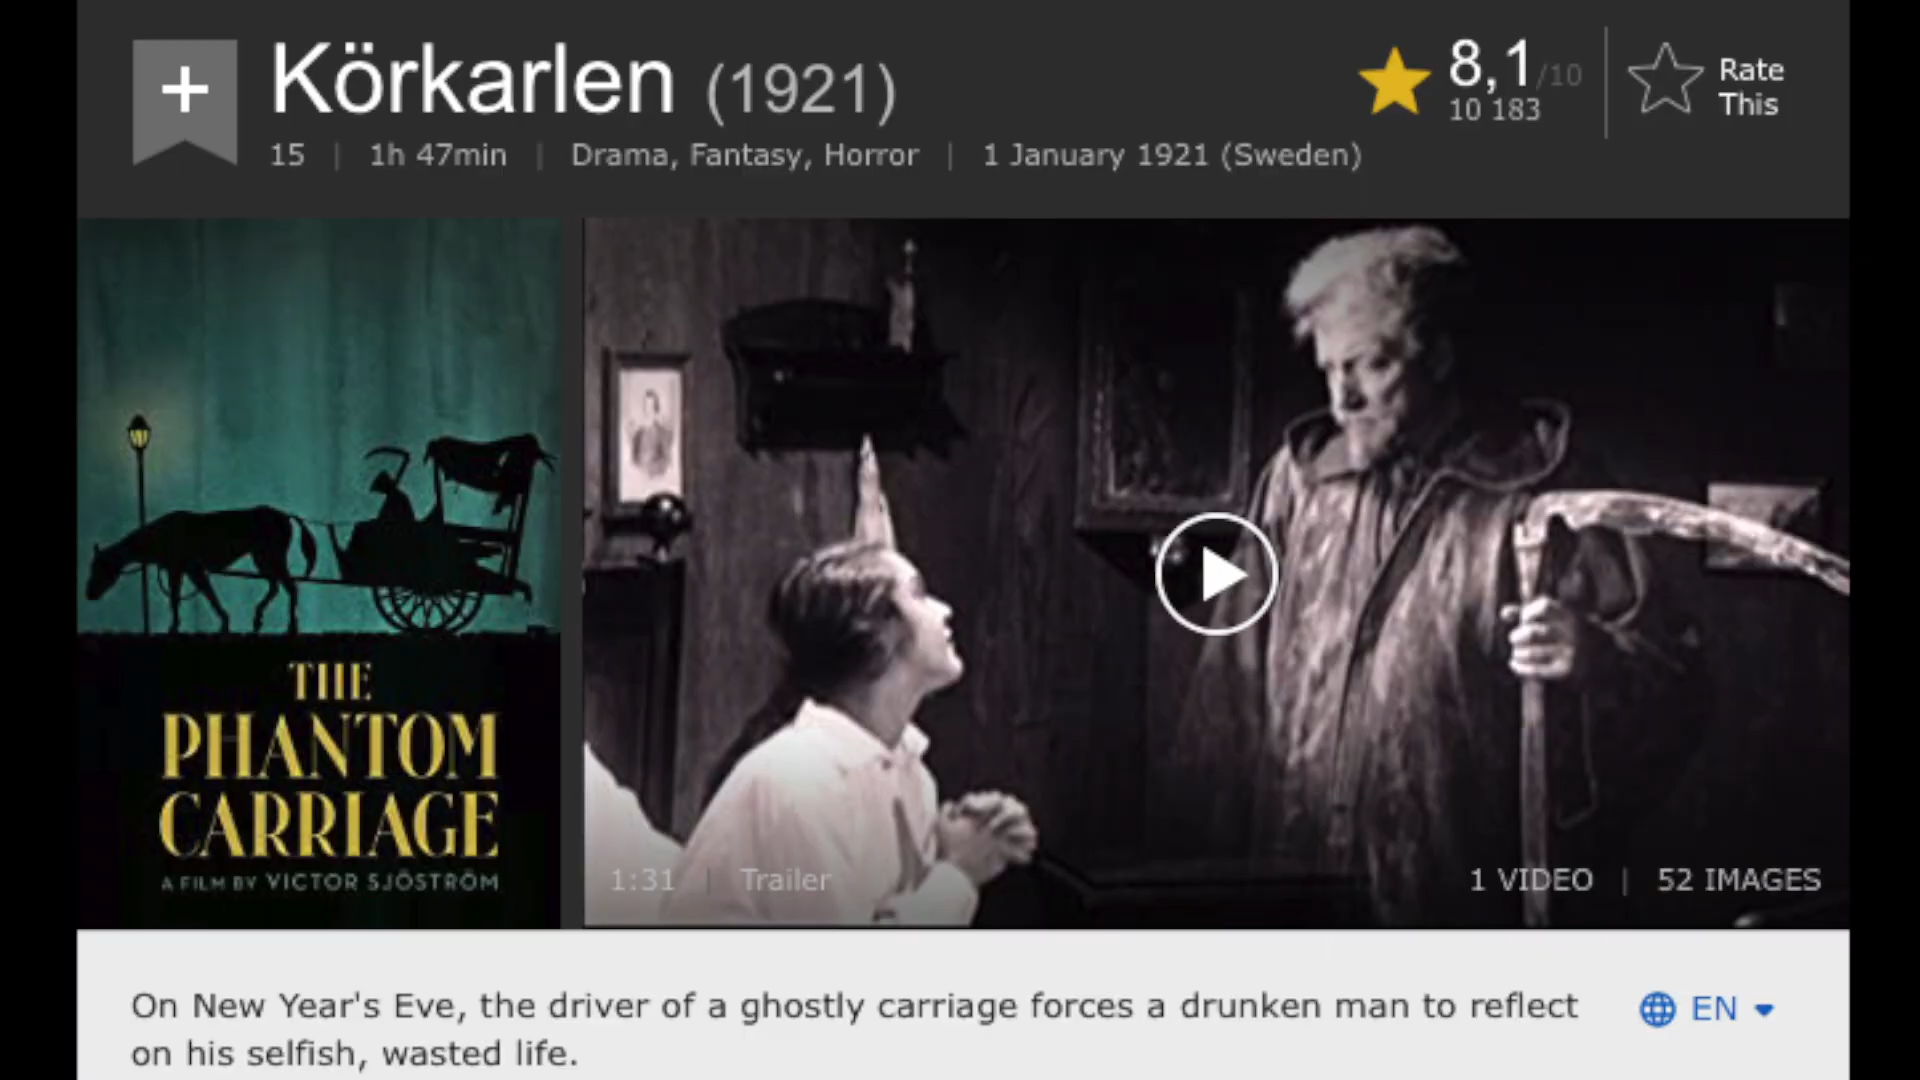 + Körkarlen (1921)
8,1/10
10 183
Rate
This
15 | 1h 47min | Drama, Fantasy, Horror | 1 January 1921 (Sweden)
THE
PHANTOM
CARRIAGE
A FILM BY VICTOR SJÖSTRÖM
1:31 | Trailer
1 VIDEO | 52 IMAGES
On New Year's Eve, the driver of a ghostly carriage forces a drunken man to reflect
on his selfish, wasted life.
EN